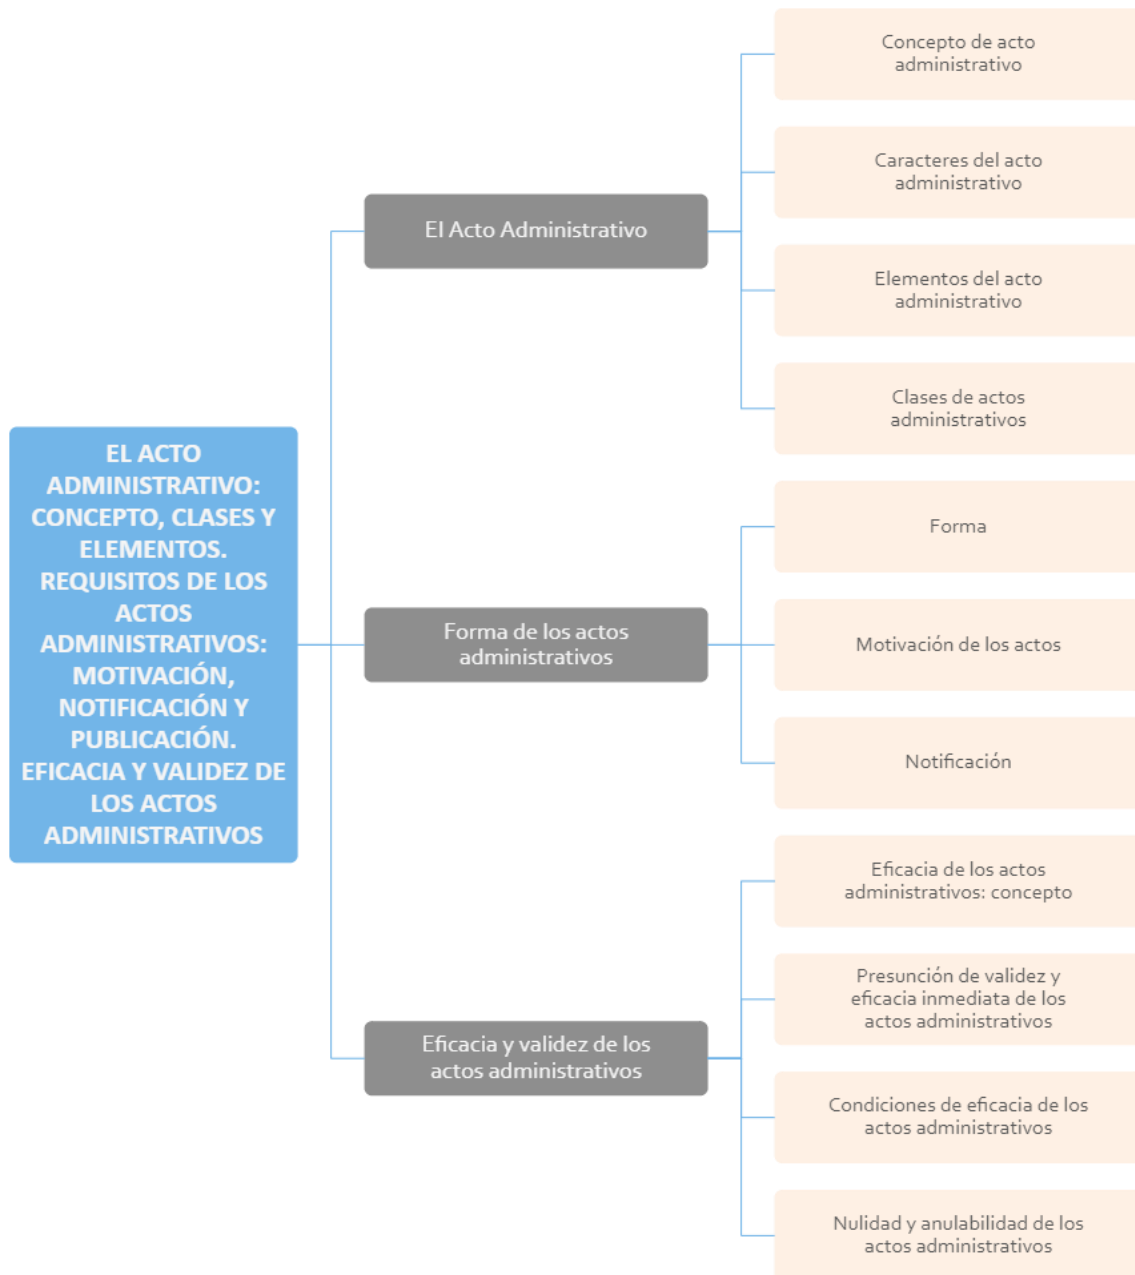 EL ACTO
ADMINISTRATIVO:
CONCEPTO, CLASES Y
ELEMENTOS.
REQUISITOS DE LOS
ACTOS
ADMINISTRATIVOS:
MOTIVACIÓN,
NOTIFICACIÓN Y
PUBLICACIÓN.
EFICACIA Y VALIDEZ DE
LOS ACTOS
ADMINISTRATIVOS
El Acto Administrativo
Concepto de acto
administrativo
Caracteres del acto
administrativo
Elementos del acto
administrativo
Clases de actos
administrativos
Forma de los actos
administrativos
Forma
Motivación de los actos
Notificación
Eficacia y validez de los
actos administrativos
Eficacia de los actos
administrativos: concepto
Presunción de validez y
eficacia inmediata de los
actos administrativos
Condiciones de eficacia de los
actos administrativos
Nulidad y anulabilidad de los
actos administrativos